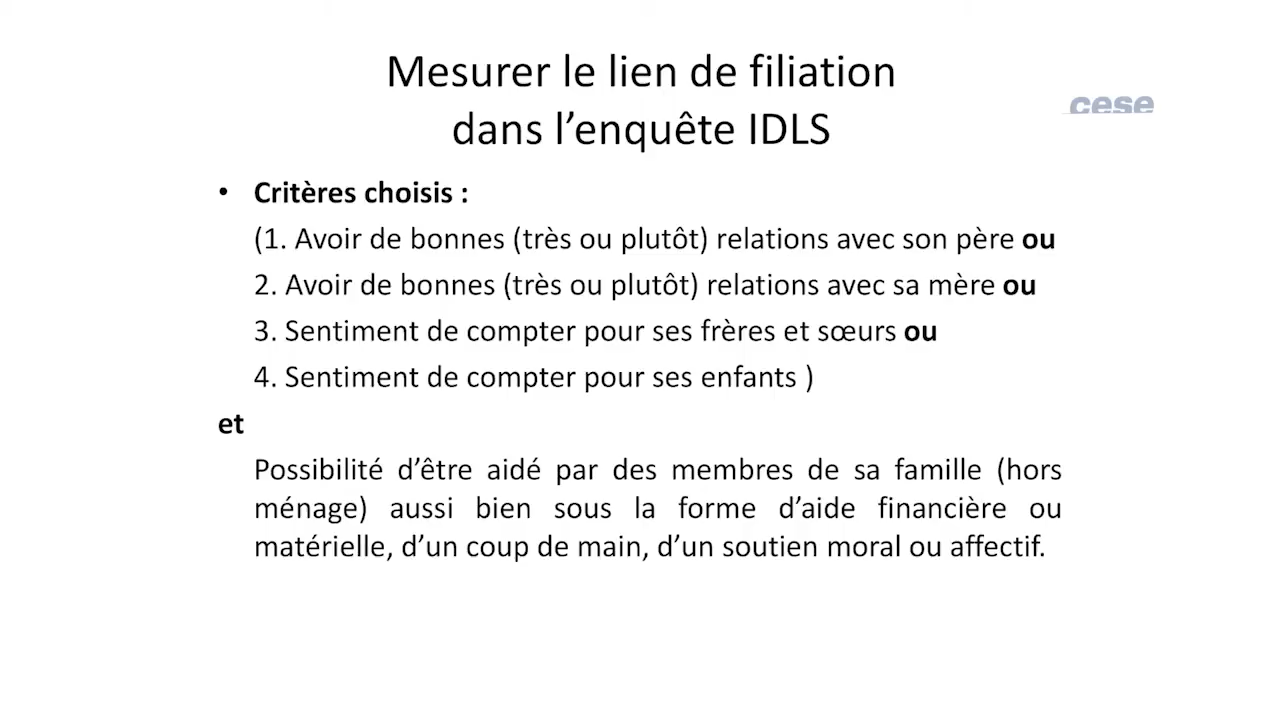 Mesurer le lien de filiation
dans l’enquête IDLS
cese
• Critères choisis :
(1. Avoir de bonnes (très ou plutôt) relations avec son père ou
2. Avoir de bonnes (très ou plutôt) relations avec sa mère ou
3. Sentiment de compter pour ses frères et sœurs ou
4. Sentiment de compter pour ses enfants )
et
Possibilité d’être aidé par des membres de sa famille (hors
ménage) aussi bien sous la forme d’aide financière ou
matérielle, d’un coup de main, d’un soutien moral ou affectif.